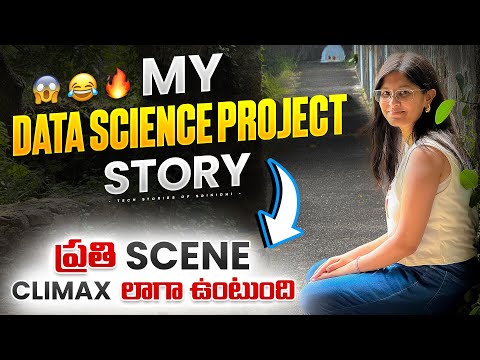 😱😂🔥 MY
DATA SCIENCE PROJECT
STORY
- TECH STORIES OF SRINIDHI -
ప్రతి SCENE
CLIMAX లాగా ఉంటుంది